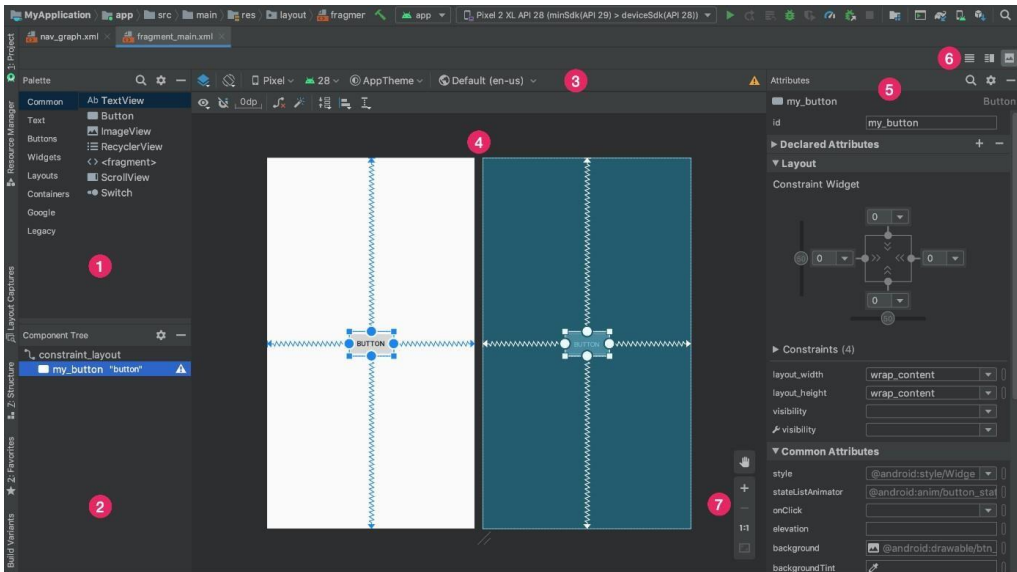 MyApplication app src main res layout fragmer app Pixel 2 XL API 28 (minSdk(API 29) > deviceSdk(API 28))
nav_graph.xml fragment_main.xml
1: Project
Resource Manager
Layout Captures
Z: Structure
2: Favorites
Build Variants
6
Palette
Common
Text
Buttons
Widgets
Layouts
Containers
Google
Legacy
Ab TextView
Button
ImageView
RecyclerView
<> <fragment>
ScrollView
Switch
1
Component Tree
constraint_layout
my_button "button"
2
Pixel 28 AppTheme Default (en-us)
3
0dp
4
BUTTON
BUTTON
7
1:1
Attributes
5
my_button Button
id my_button
Declared Attributes
Layout
Constraint Widget
0
50 0 0
0
50
Constraints (4)
layout_width wrap_content
layout_height wrap_content
visibility
visibility
Common Attributes
style @android:style/Widge
stateListAnimator @android:anim/button_stat
onClick
elevation
background @android:drawable/btn_
backgroundTint